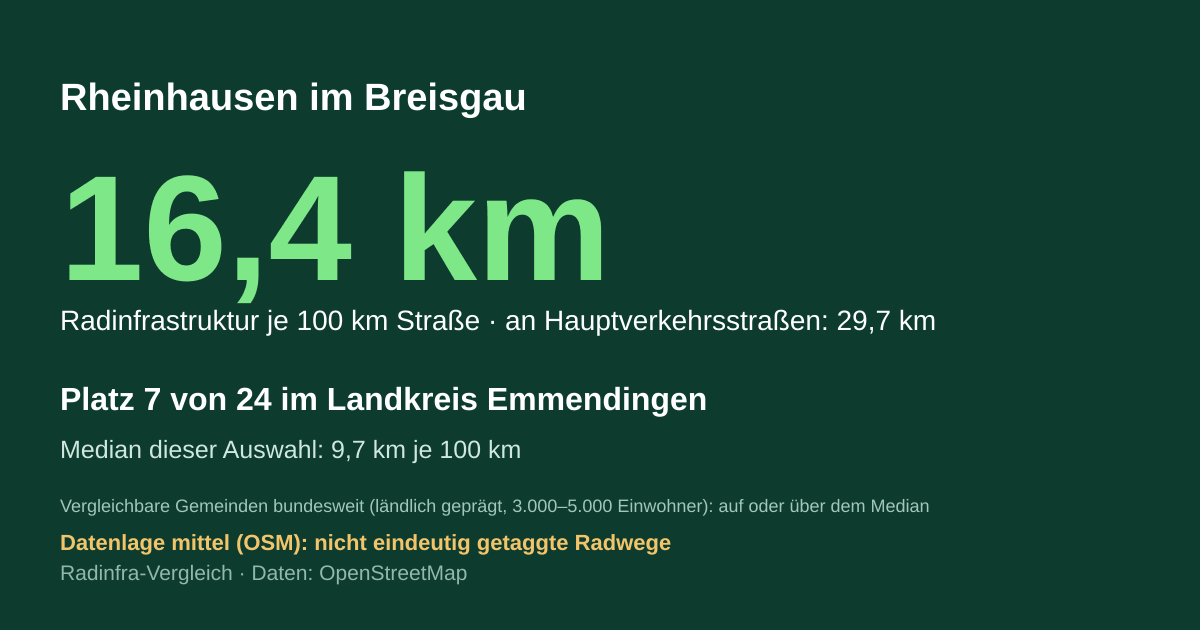 Rheinhausen im Breisgau
16,4 km
Radinfrastruktur je 100 km Straße · an Hauptverkehrsstraßen: 29,7 km
Platz 7 von 24 im Landkreis Emmendingen
Median dieser Auswahl: 9,7 km je 100 km
Vergleichbare Gemeinden bundesweit (ländlich geprägt, 3.000–5.000 Einwohner): auf oder über dem Median
Datenlage mittel (OSM): nicht eindeutig getaggte Radwege
Radinfra-Vergleich · Daten: OpenStreetMap